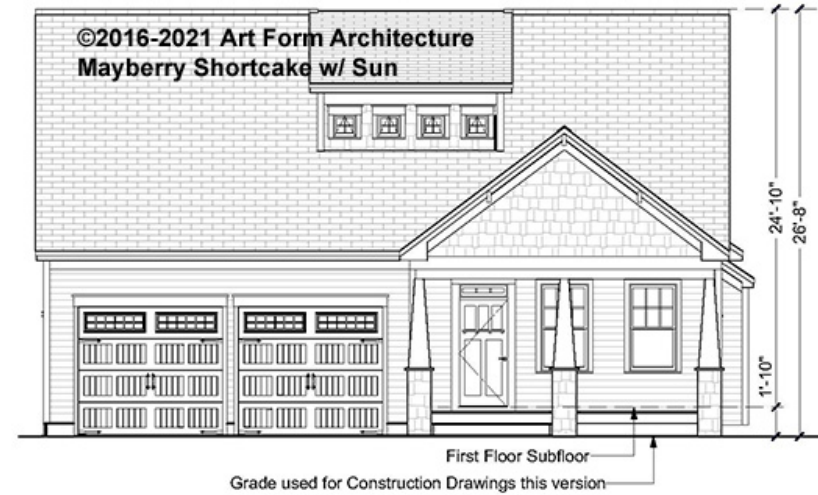 ©2016-2021 Art Form Architecture
Mayberry Shortcake w/ Sun
24'-10"
26'-8"
1'-10"
First Floor Subfloor
Grade used for Construction Drawings this version